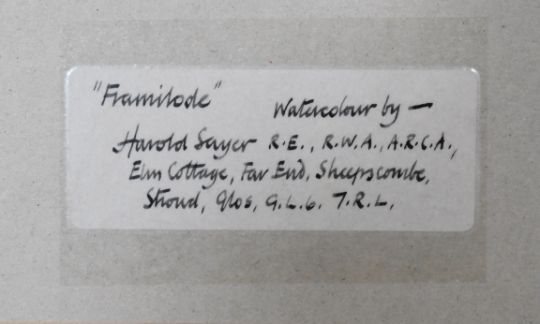 "Framilode"
Watercolour by —
Harold Sayer R.E., R.W.A., A.R.C.A.,
Elm Cottage, Far End, Sheepscombe,
Stroud, Glos, G.L.6. 7.R.L,